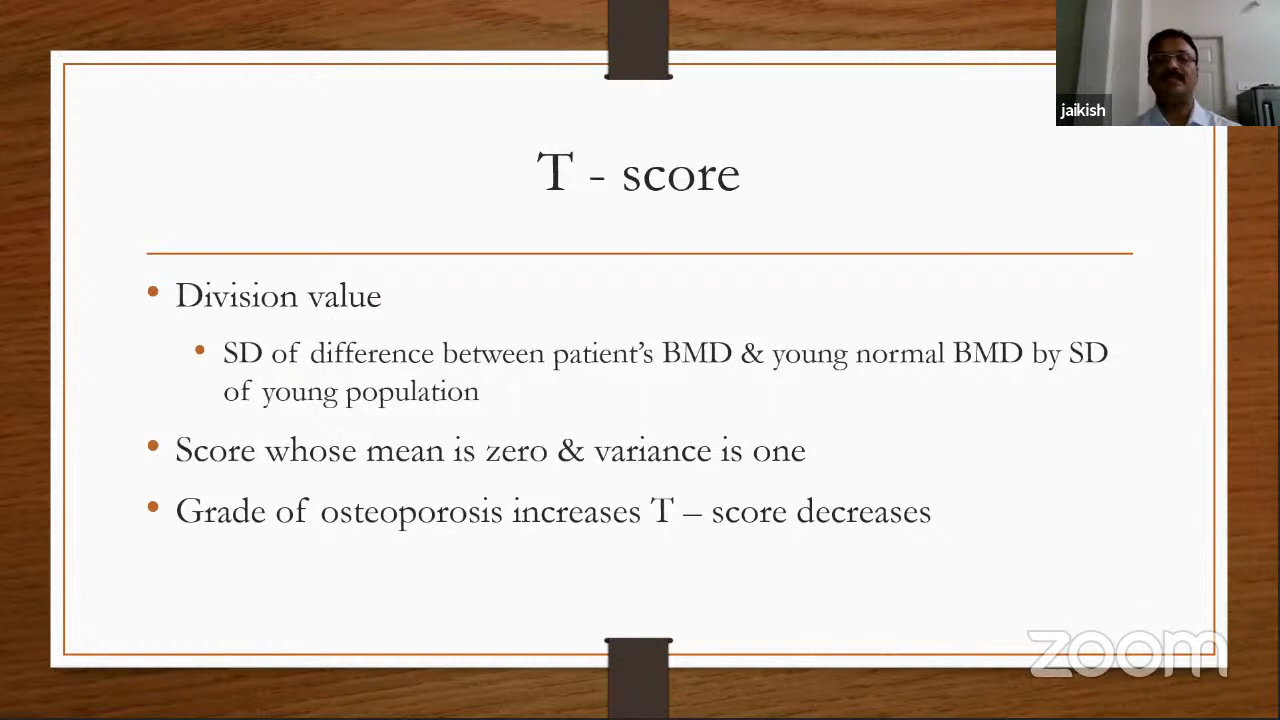 jaikish
T - score
• Division value
• SD of difference between patient's BMD & young normal BMD by SD
of young population
• Score whose mean is zero & variance is one
• Grade of osteoporosis increases T – score decreases
zoom